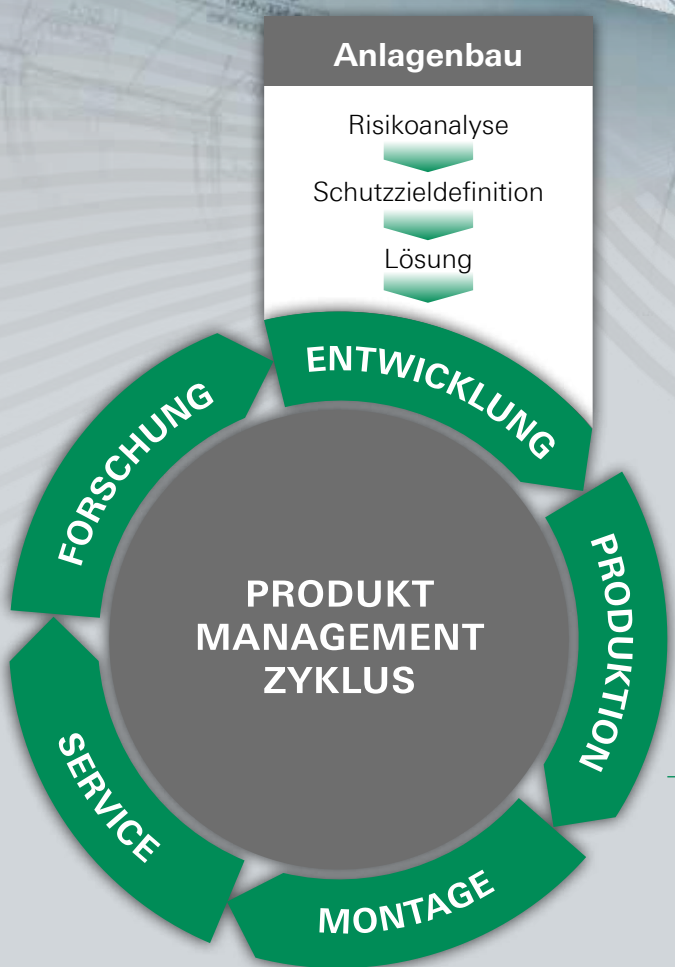 Anlagenbau
Risikoanalyse
Schutzzieldefinition
Lösung
ENTWICKLUNG
PRODUKTION
MONTAGE
SERVICE
FORSCHUNG
PRODUKT
MANAGEMENT
ZYKLUS